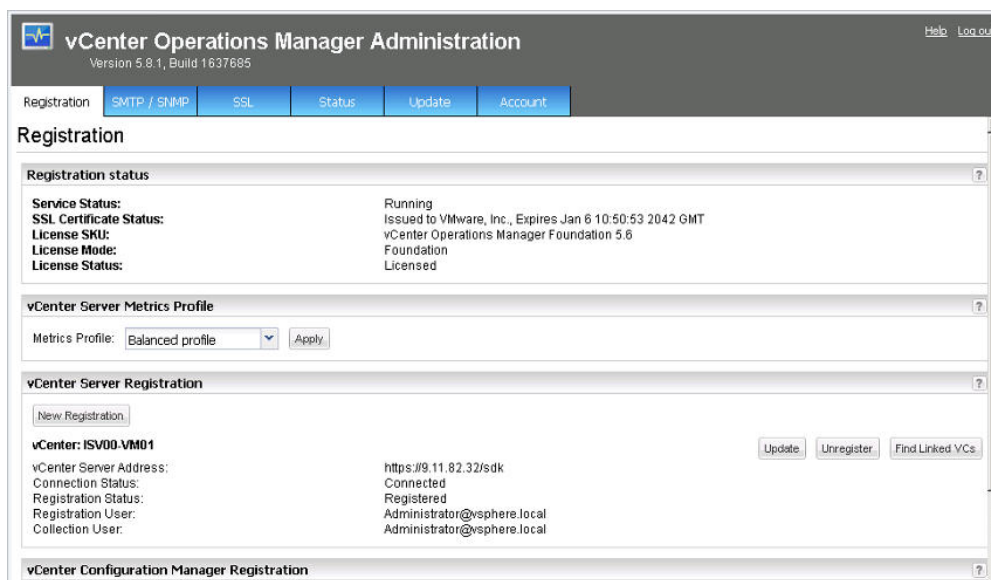 vCenter Operations Manager Administration
Help Log ou
Version 5.8.1, Build 1637685
Registration SMTP / SNMP SSL Status Update Account
Registration
Registration status ?
Service Status: Running
SSL Certificate Status: Issued to VMware, Inc., Expires Jan 6 10:50:53 2042 GMT
License SKU: vCenter Operations Manager Foundation 5.6
License Mode: Foundation
License Status: Licensed
vCenter Server Metrics Profile ?
Metrics Profile: Balanced profile Apply
vCenter Server Registration ?
New Registration
vCenter: ISV00-VM01 Update Unregister Find Linked VCs
vCenter Server Address: https://9.11.82.32/sdk
Connection Status: Connected
Registration Status: Registered
Registration User: Administrator@vsphere.local
Collection User: Administrator@vsphere.local
vCenter Configuration Manager Registration ?